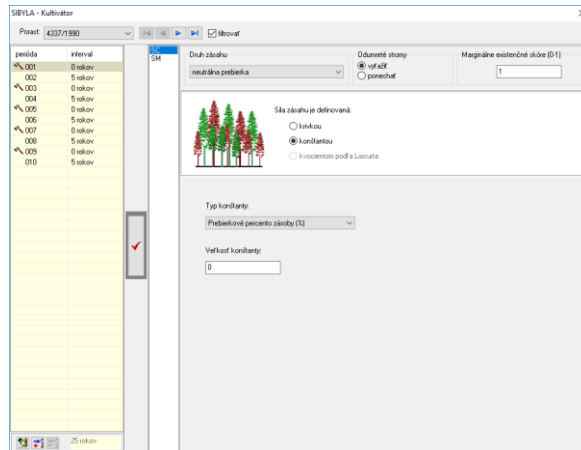 SIBYLA - Kultivátor
Porast: 4337/1990
filtrovať
perióda interval
001 0 rokov
002 5 rokov
003 0 rokov
004 5 rokov
005 0 rokov
006 5 rokov
007 0 rokov
008 5 rokov
009 0 rokov
010 5 rokov
25 rokov
SC
SM
Druh zásahu
neutrálna prebierka
Odumreté stromy
vyťažiť
ponechať
Marginálne existenčné skóre (0-1)
1
Sila zásahu je definovaná:
krivkou
konštantou
kvocientom podľa Liocurta
Typ konštanty:
Prebierkové percento zásoby (%)
Veľkosť konštanty:
0